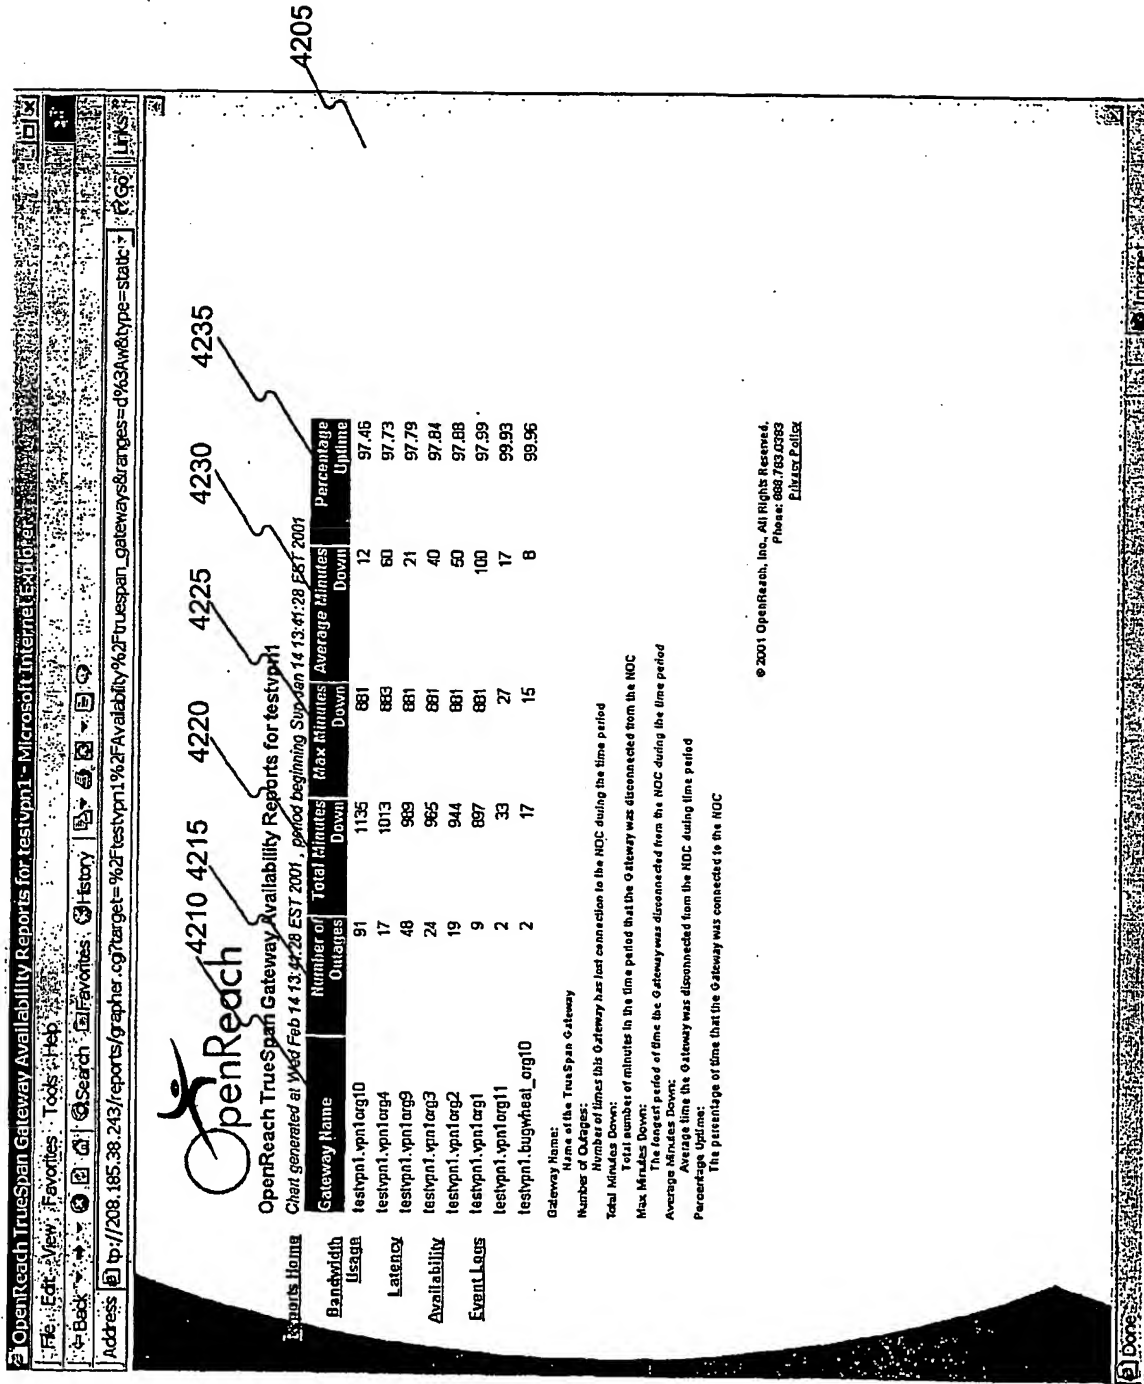 OpenReach TrueSpan Gateway Availability Reports for testvpn1 - Microsoft Internet Explorer
File Edit View Favorites Tools Help
Back Search Favorites History
Address tp://208.185.38.243/reports/grapher.cgi?target=%2Ftestvpn1%2FAvailability%2Ftruespan_gateways&ranges=d%3Aw&type=static Go Links
4205
4210 4215 4220 4225 4230 4235
OpenReach
OpenReach TrueSpan Gateway Availability Reports for testvpn1
Chart generated at Wed Feb 14 13:41:28 EST 2001, period beginning Sun Jan 14 13:41:28 EST 2001
Reports Home
Bandwidth Usage
Latency
Availability
Event Logs
Gateway Name Number of Outages Total Minutes Down Max Minutes Down Average Minutes Down Percentage Uptime
testvpn1.vpn1org10 91 1135 881 12 97.46
testvpn1.vpn1org4 17 1013 883 60 97.73
testvpn1.vpn1org9 48 989 881 21 97.79
testvpn1.vpn1org3 24 965 881 40 97.84
testvpn1.vpn1org2 19 944 881 50 97.88
testvpn1.vpn1org1 9 897 881 100 97.99
testvpn1.vpn1org11 2 33 27 17 99.93
testvpn1.bugwheat_org10 2 17 15 8 99.96
Gateway Name:
Name of the TrueSpan Gateway
Number of Outages:
Number of times this Gateway has lost connection to the NOC during the time period
Total Minutes Down:
Total number of minutes in the time period that the Gateway was disconnected from the NOC
Max Minutes Down:
The longest period of time the Gateway was disconnected from the NOC during the time period
Average Minutes Down:
Average time the Gateway was disconnected from the NOC during time period
Percentage Uptime:
The percentage of time that the Gateway was connected to the NOC
© 2001 OpenReach, Inc., All Rights Reserved.
Phone: 888.783.0383
Privacy Policy
Done Internet